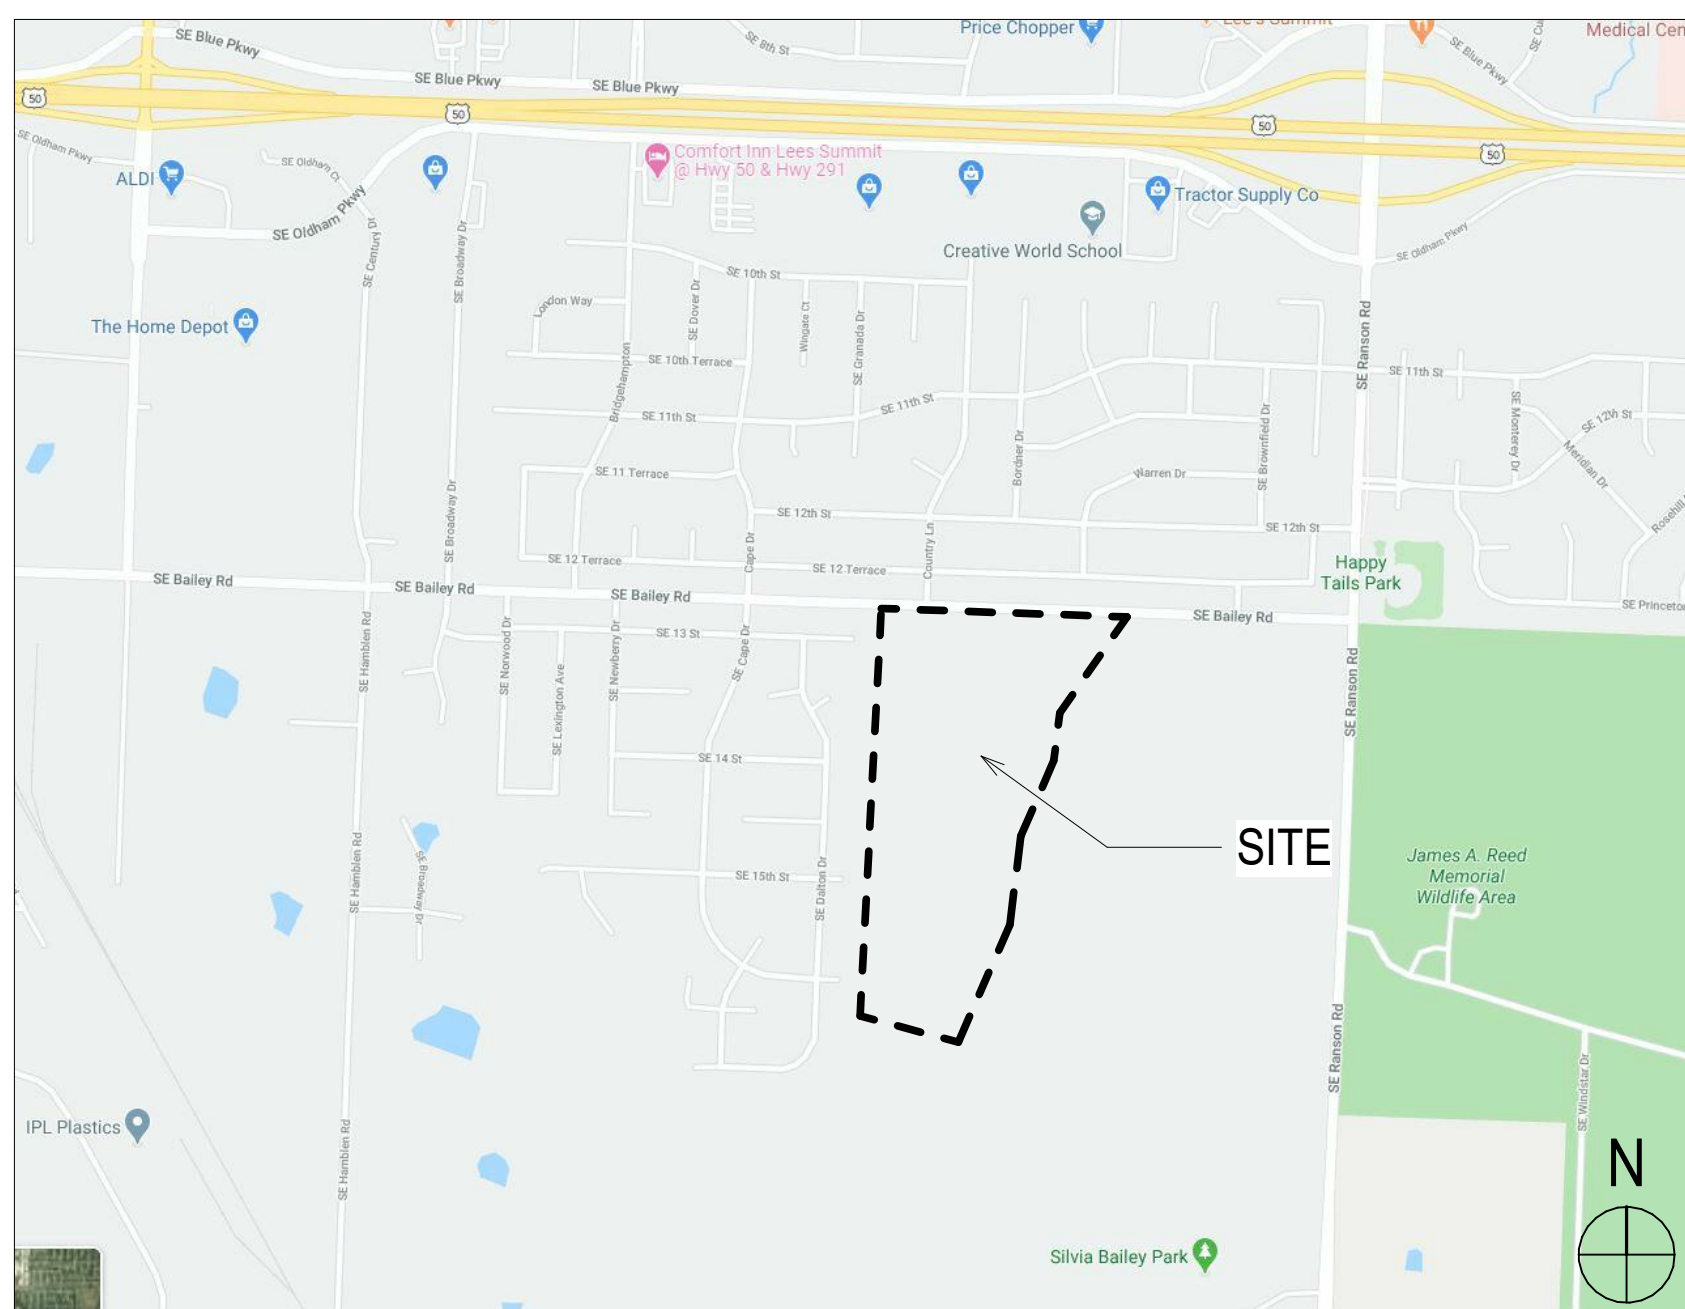 Price Chopper
Lee's Summit
Medical Cen
SE Blue Pkwy
SE 8th St
SE Cu
SE Blue Pkwy
SE Blue Pkwy
SE Blue Pkwy
50
50
50
50
SE Oldham Pkwy
SE Oldham Ct
Comfort Inn Lees Summit
@ Hwy 50 & Hwy 291
ALDI
Tractor Supply Co
SE Oldham Pkwy
SE Century Dr
SE Broadway Dr
Creative World School
SE Oldham Pkwy
SE 10th St
London Way
SE Dover Dr
Wingate Ct
SE Granada Dr
The Home Depot
SE Ranson Rd
SE 10th Terrace
Bridgehampton
SE 11th St
SE 11th St
SE 11th St
SE Monterey Dr
SE 12th St
Bordner Dr
SE Brownfield Dr
Meridian Dr
SE 11 Terrace
Warren Dr
SE Broadway Dr
SE 12th St
SE 12th St
Rosehill
Cape Dr
Country Ln
SE 12 Terrace
SE 12 Terrace
Happy
Tails Park
SE Bailey Rd
SE Bailey Rd
SE Bailey Rd
SE Bailey Rd
SE Princeton
SE Hamblen Rd
SE Norwood Dr
SE Newberry Dr
SE 13 St
SE Cape Dr
SE Lexington Ave
SE Ranson Rd
SE 14 St
SITE
SE Hamblen Rd
SE Broadway Dr
SE 15th St
SE Dalton Dr
James A. Reed
Memorial
Wildlife Area
SE Ranson Rd
SE Windstar Dr
IPL Plastics
SE Hamblen Rd
N
Silvia Bailey Park